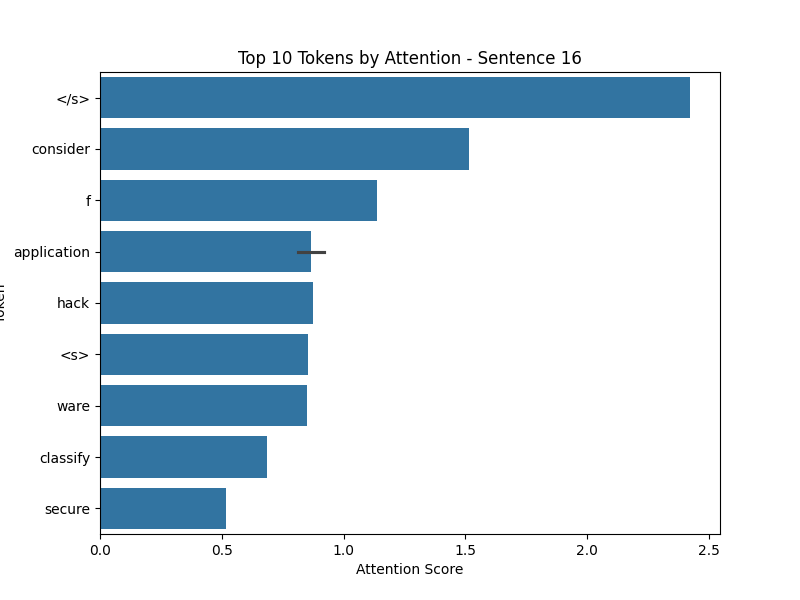 Top 10 Tokens by Attention - Sentence 16
</s>
consider
f
application
hack
<s>
ware
classify
secure
0.0 0.5 1.0 1.5 2.0 2.5
Attention Score